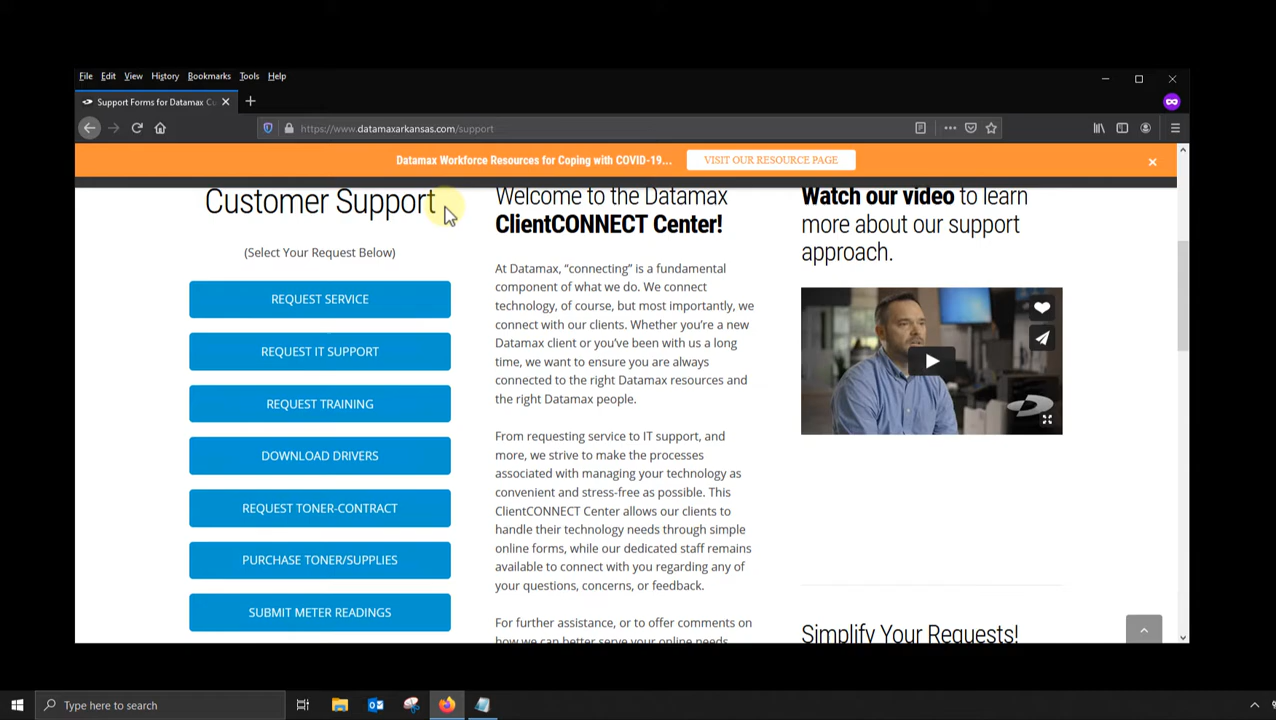 File Edit View History Bookmarks Tools Help
Support Forms for Datamax Cu
https://www.datamaxarkansas.com/support
Datamax Workforce Resources for Coping with COVID-19...
VISIT OUR RESOURCE PAGE
Customer Support
(Select Your Request Below)
REQUEST SERVICE
REQUEST IT SUPPORT
REQUEST TRAINING
DOWNLOAD DRIVERS
REQUEST TONER-CONTRACT
PURCHASE TONER/SUPPLIES
SUBMIT METER READINGS
Welcome to the Datamax
ClientCONNECT Center!
At Datamax, “connecting” is a fundamental
component of what we do. We connect
technology, of course, but most importantly, we
connect with our clients. Whether you’re a new
Datamax client or you’ve been with us a long
time, we want to ensure you are always
connected to the right Datamax resources and
the right Datamax people.
From requesting service to IT support, and
more, we strive to make the processes
associated with managing your technology as
convenient and stress-free as possible. This
ClientCONNECT Center allows our clients to
handle their technology needs through simple
online forms, while our dedicated staff remains
available to connect with you regarding any of
your questions, concerns, or feedback.
For further assistance, or to offer comments on
how we can better serve your online needs
Watch our video to learn
more about our support
approach.
Simplify Your Requests!
Type here to search